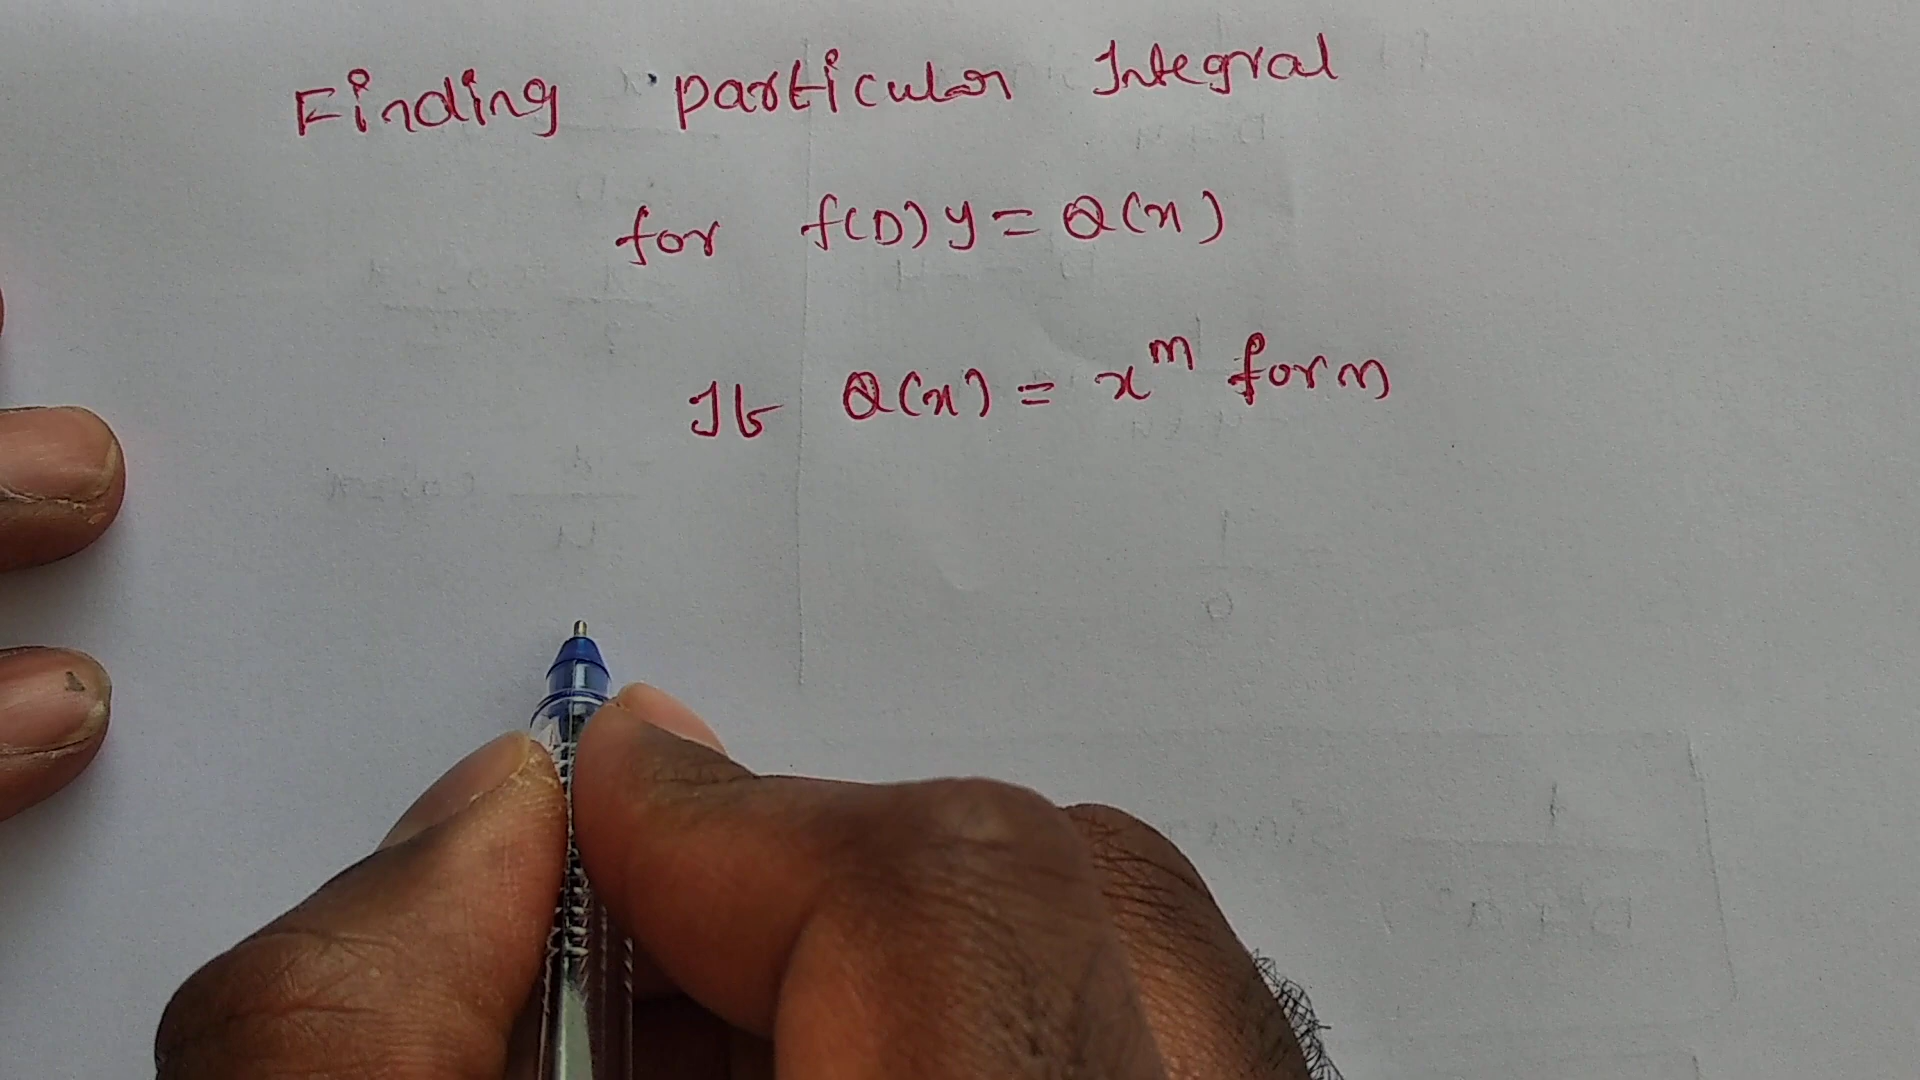 Finding particular Integral
for f(D) y = Q(x)
If Q(x) = x^m form